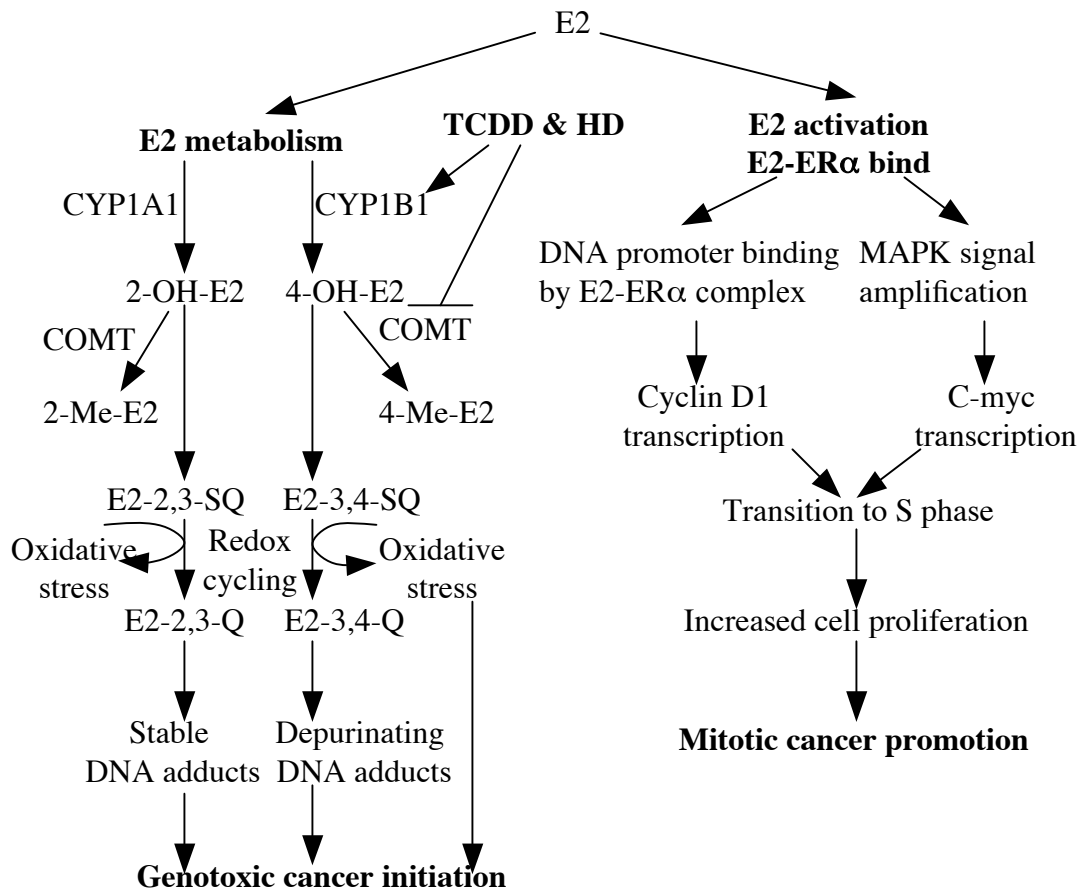 E2
E2 metabolism
TCDD & HD
E2 activation
E2-ERα bind
CYP1A1
CYP1B1
DNA promoter binding
by E2-ERα complex
MAPK signal
amplification
2-OH-E2
4-OH-E2
COMT
COMT
2-Me-E2
4-Me-E2
Cyclin D1
transcription
C-myc
transcription
E2-2,3-SQ
E2-3,4-SQ
Transition to S phase
Oxidative
stress
Redox
cycling
Oxidative
stress
E2-2,3-Q
E2-3,4-Q
Increased cell proliferation
Stable
DNA adducts
Depurinating
DNA adducts
Mitotic cancer promotion
Genotoxic cancer initiation